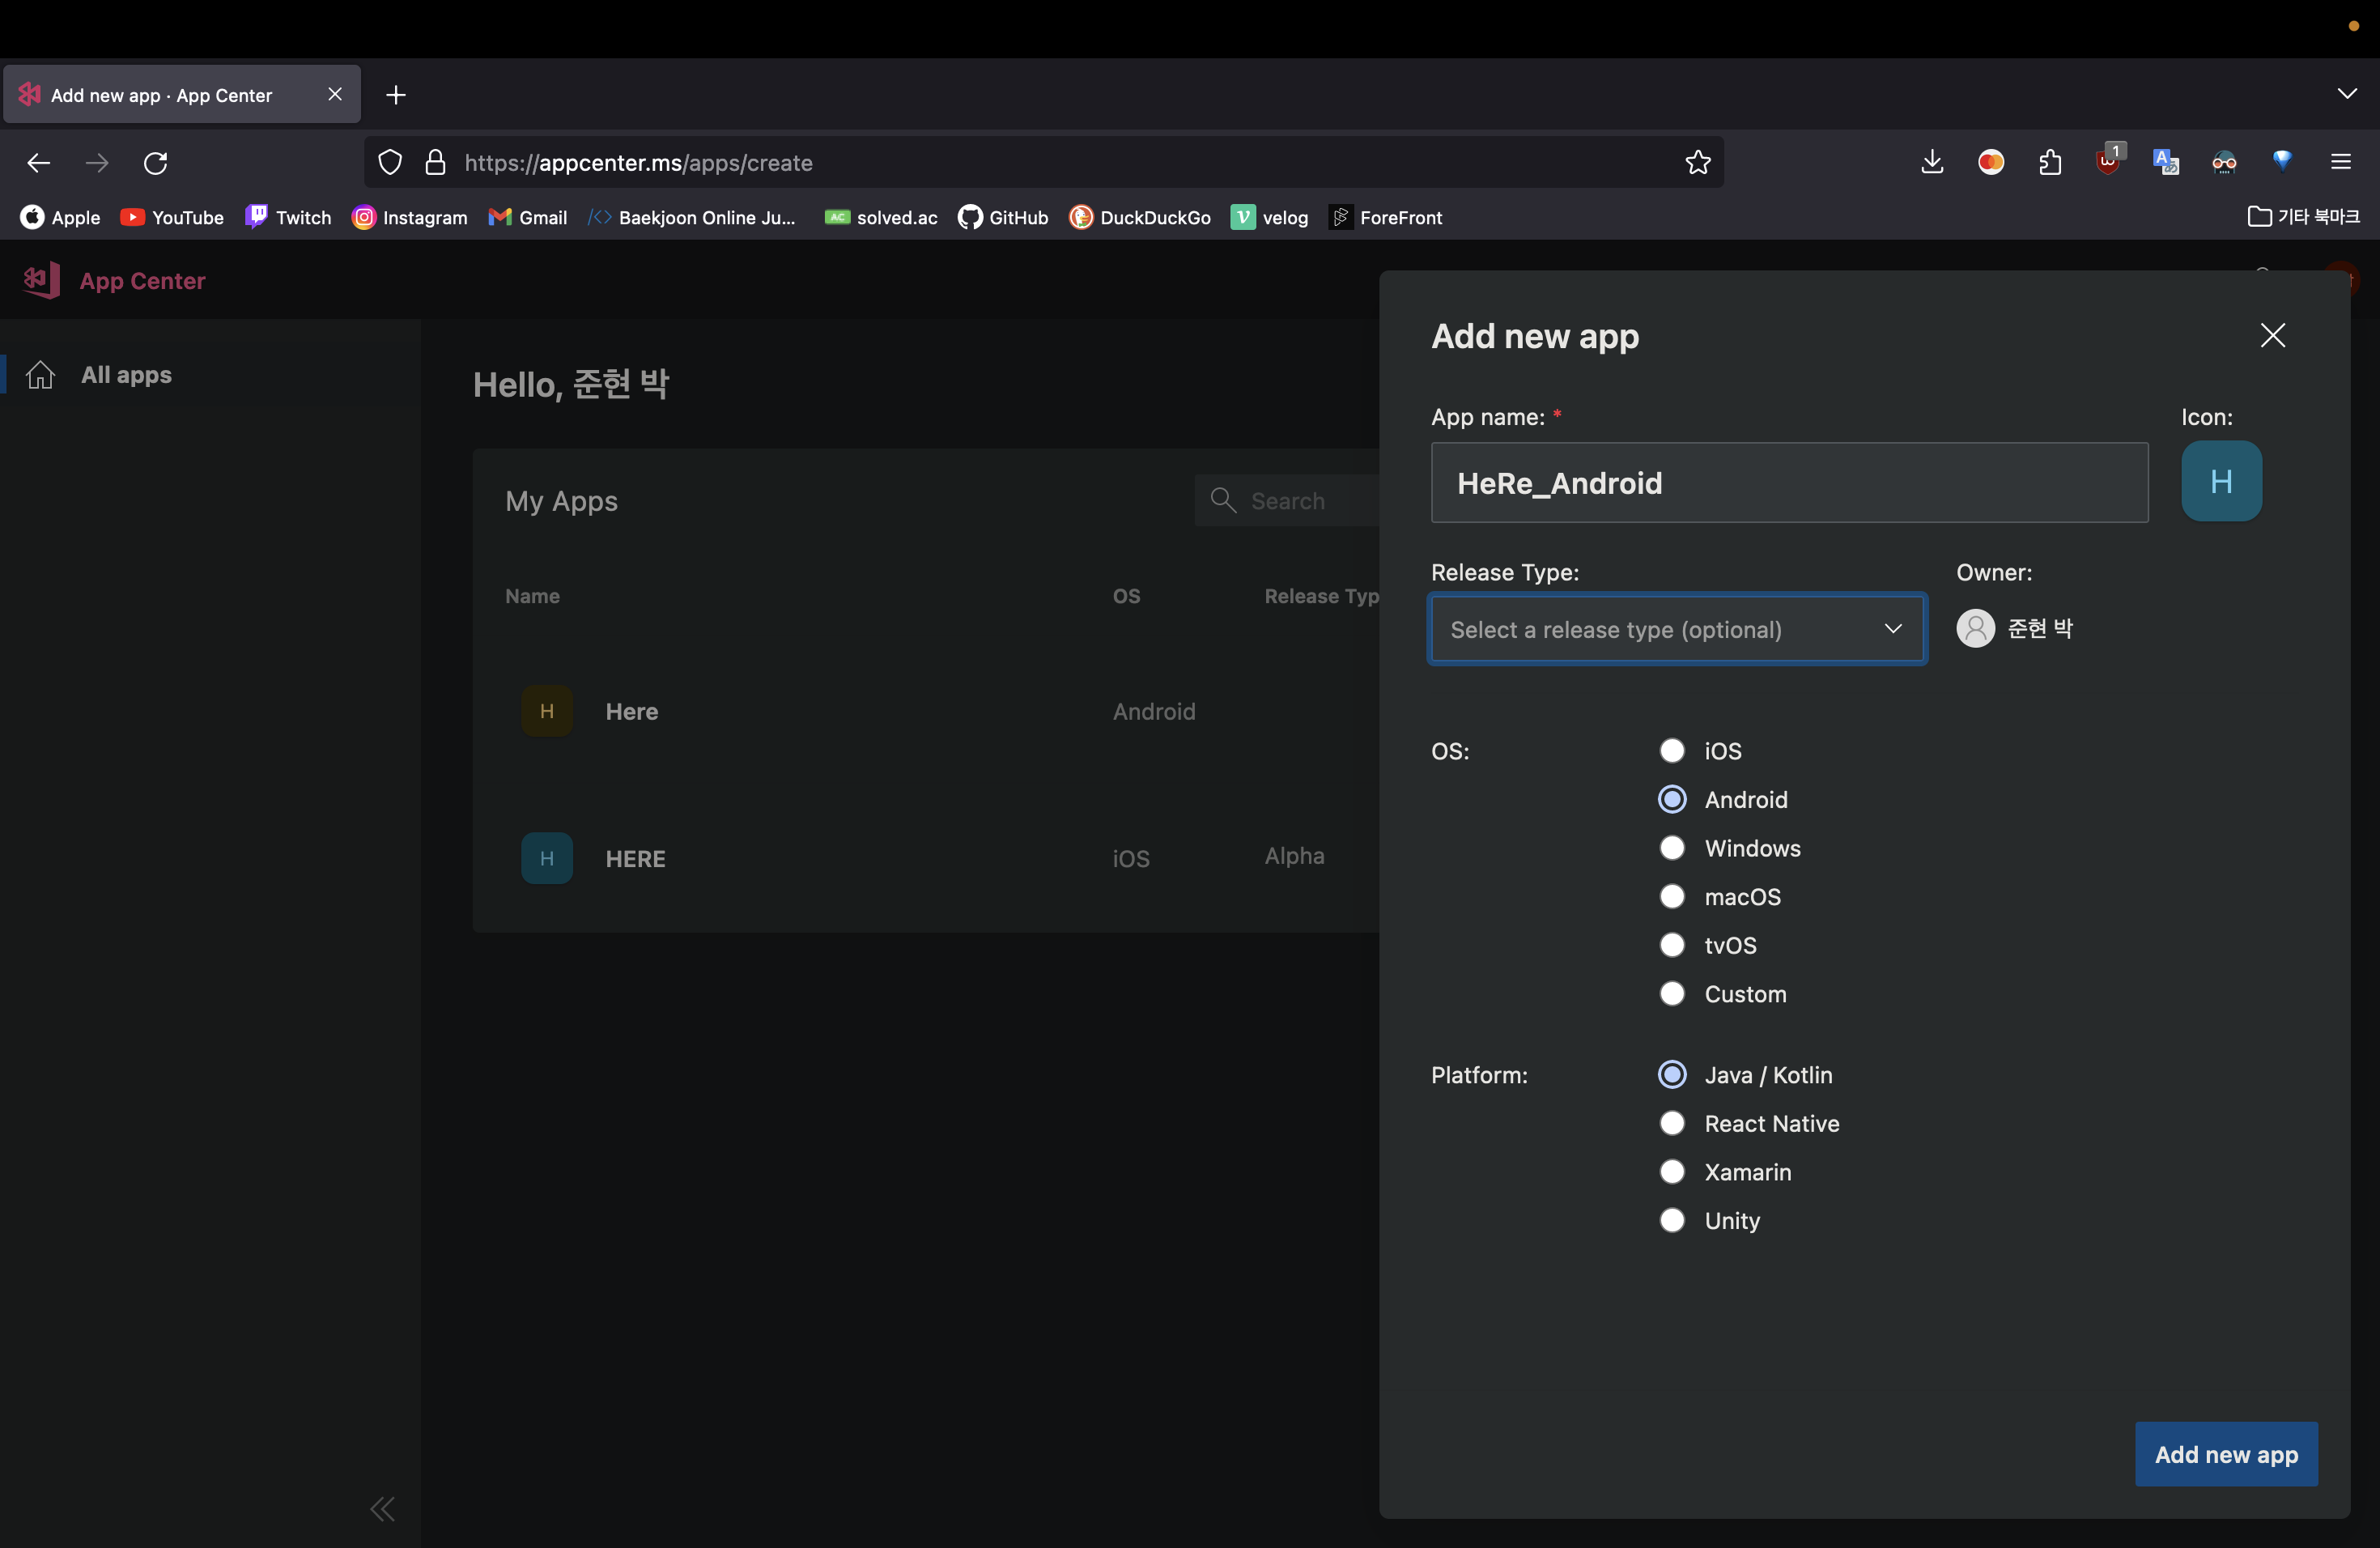 Add new app · App Center
https://appcenter.ms/apps/create
1
Apple YouTube Twitch Instagram Gmail Baekjoon Online Ju... solved.ac GitHub DuckDuckGo velog ForeFront 기타 북마크
App Center
All apps
Hello, 준현 박
My Apps
Search
Name OS Release Typ
H Here Android
H HERE iOS Alpha
Add new app
App name: *
Icon:
HeRe_Android
H
Release Type:
Owner:
Select a release type (optional)
준현 박
OS:
iOS
Android
Windows
macOS
tvOS
Custom
Platform:
Java / Kotlin
React Native
Xamarin
Unity
Add new app